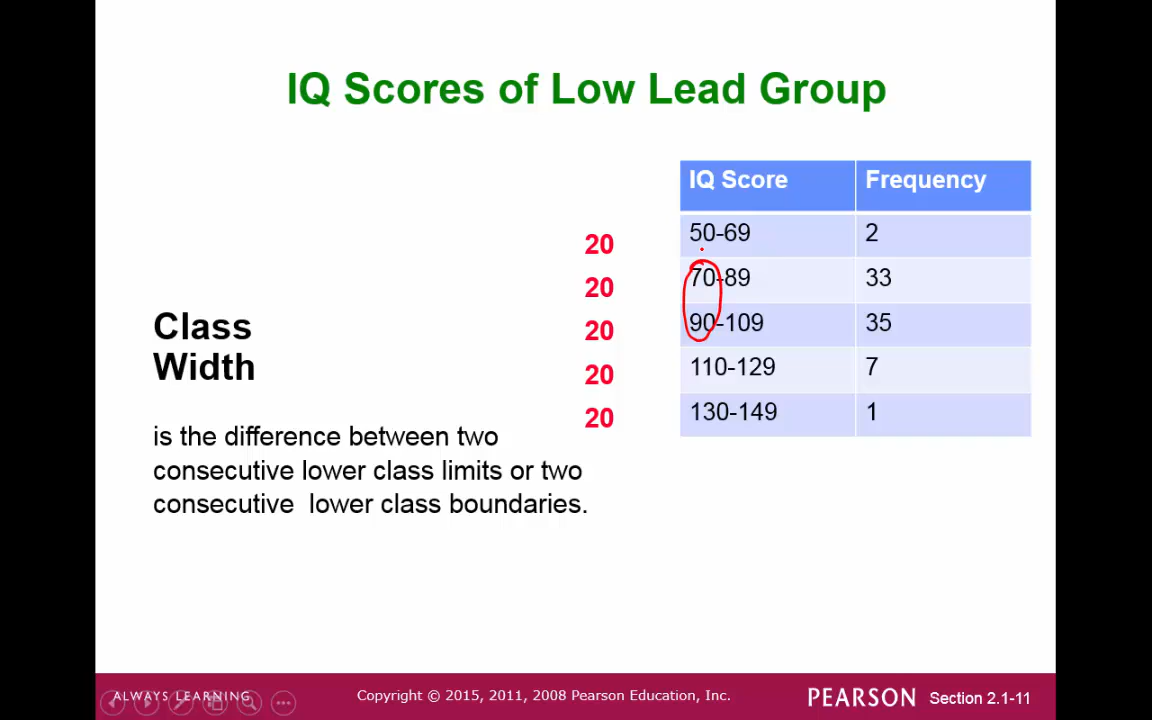 IQ Scores of Low Lead Group
IQ Score Frequency
20 50-69 2
20 70-89 33
20 90-109 35
20 110-129 7
20 130-149 1
Class
Width
is the difference between two
consecutive lower class limits or two
consecutive lower class boundaries.
ALWAYS LEARNING
Copyright © 2015, 2011, 2008 Pearson Education, Inc.
PEARSON
Section 2.1-11